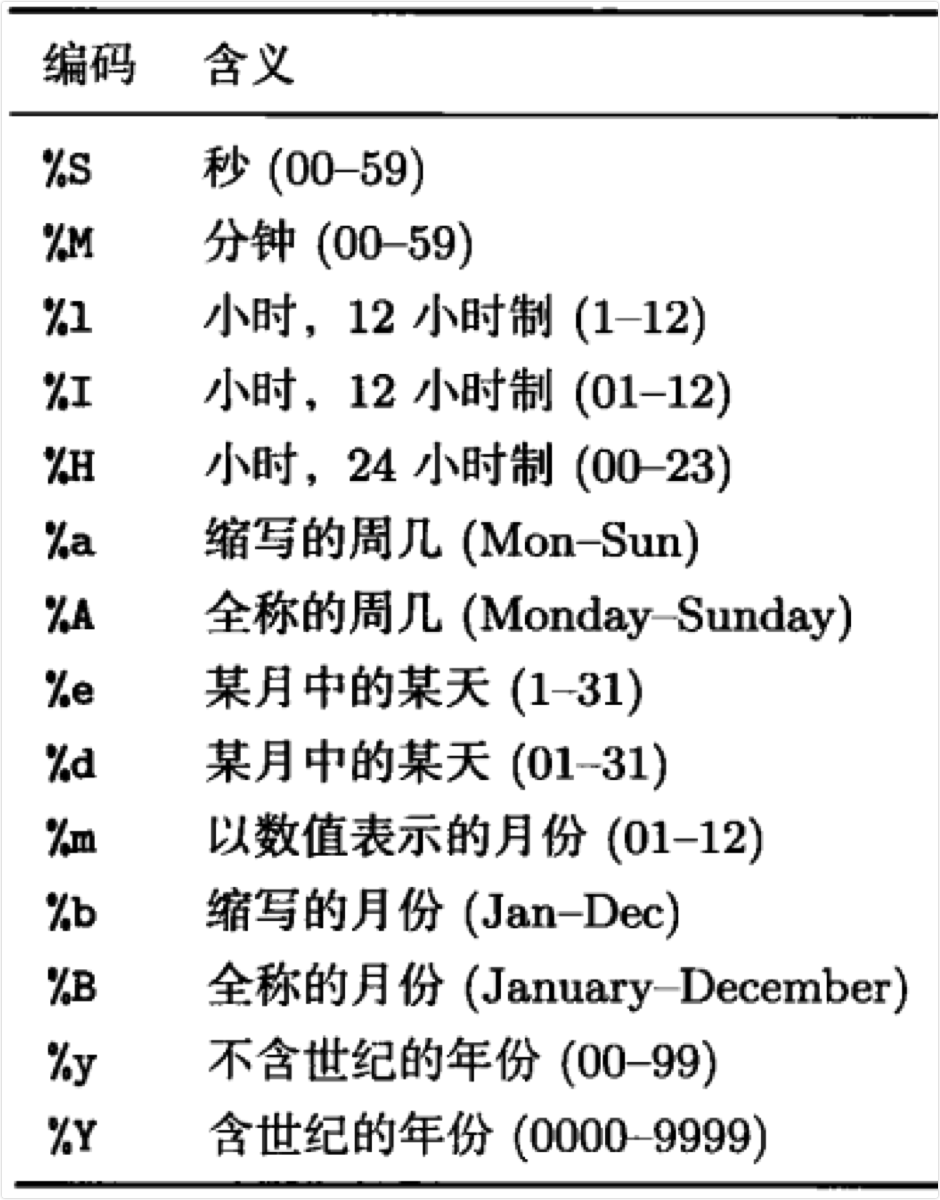 编码 含义
%S 秒 (00–59)
%M 分钟 (00–59)
%l 小时, 12 小时制 (1–12)
%I 小时, 12 小时制 (01–12)
%H 小时, 24 小时制 (00–23)
%a 缩写的周几 (Mon–Sun)
%A 全称的周几 (Monday–Sunday)
%e 某月中的某天 (1–31)
%d 某月中的某天 (01–31)
%m 以数值表示的月份 (01–12)
%b 缩写的月份 (Jan–Dec)
%B 全称的月份 (January–December)
%y 不含世纪的年份 (00–99)
%Y 含世纪的年份 (0000–9999)